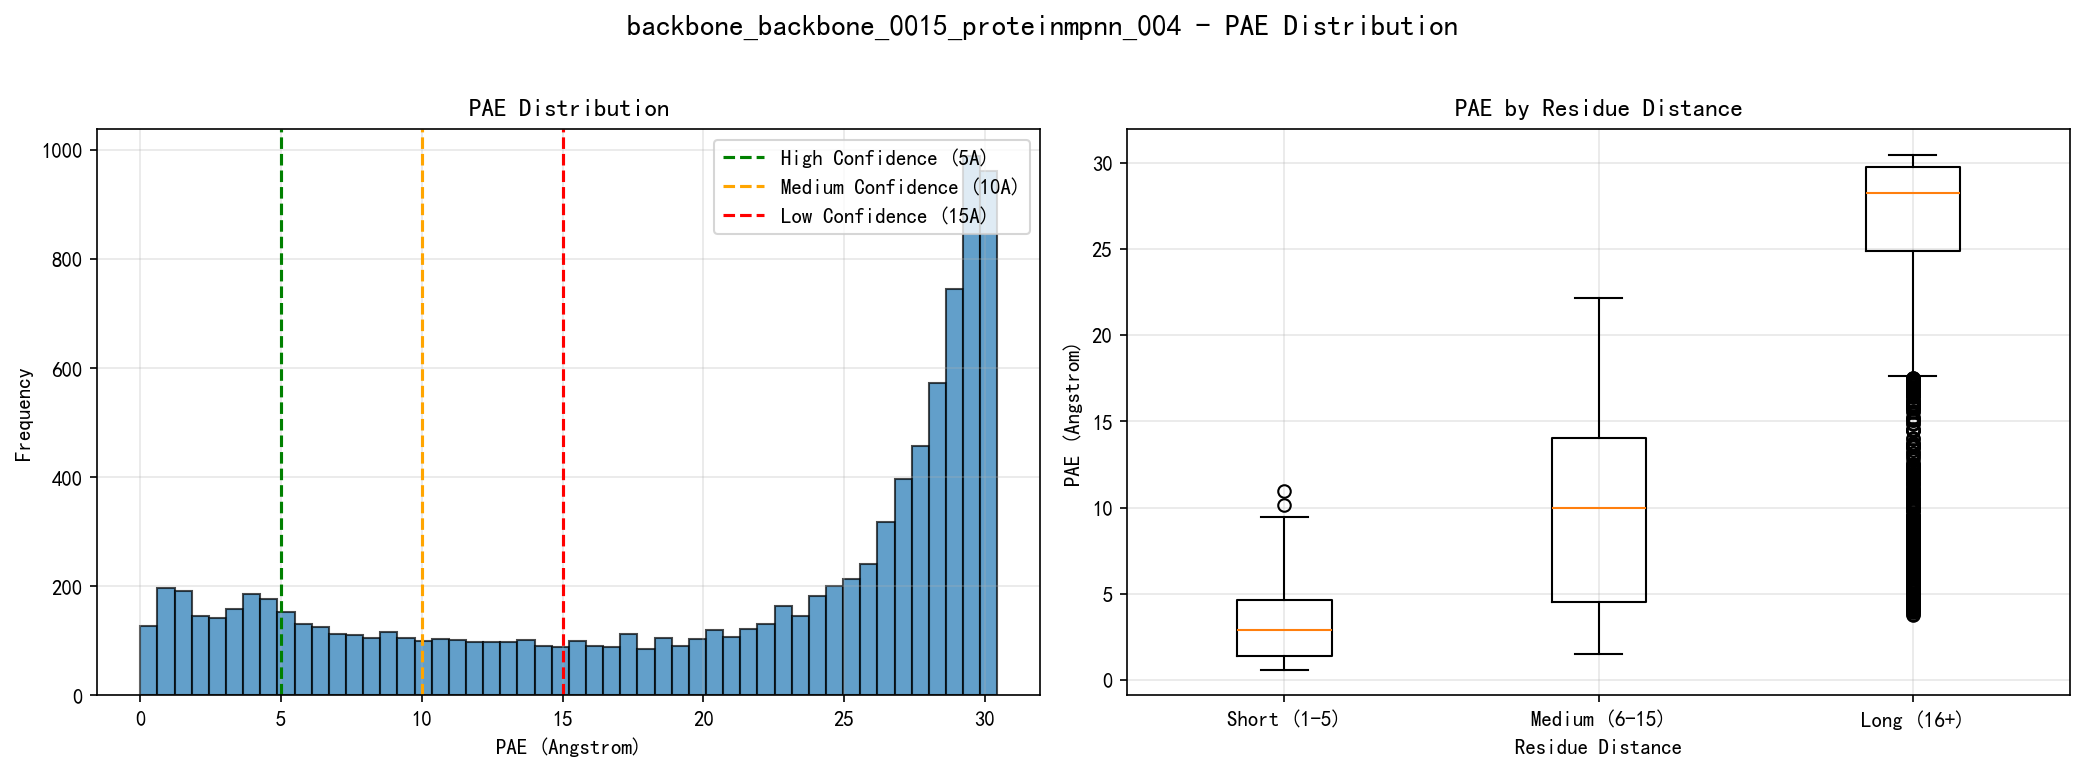 backbone_backbone_0015_proteinmpnn_004 - PAE Distribution
PAE Distribution
1000
800
600
400
200
0
Frequency
High Confidence (5A)
Medium Confidence (10A)
Low Confidence (15A)
0 5 10 15 20 25 30
PAE (Angstrom)
PAE by Residue Distance
30
25
20
15
10
5
0
PAE (Angstrom)
Short (1-5) Medium (6-15) Long (16+)
Residue Distance